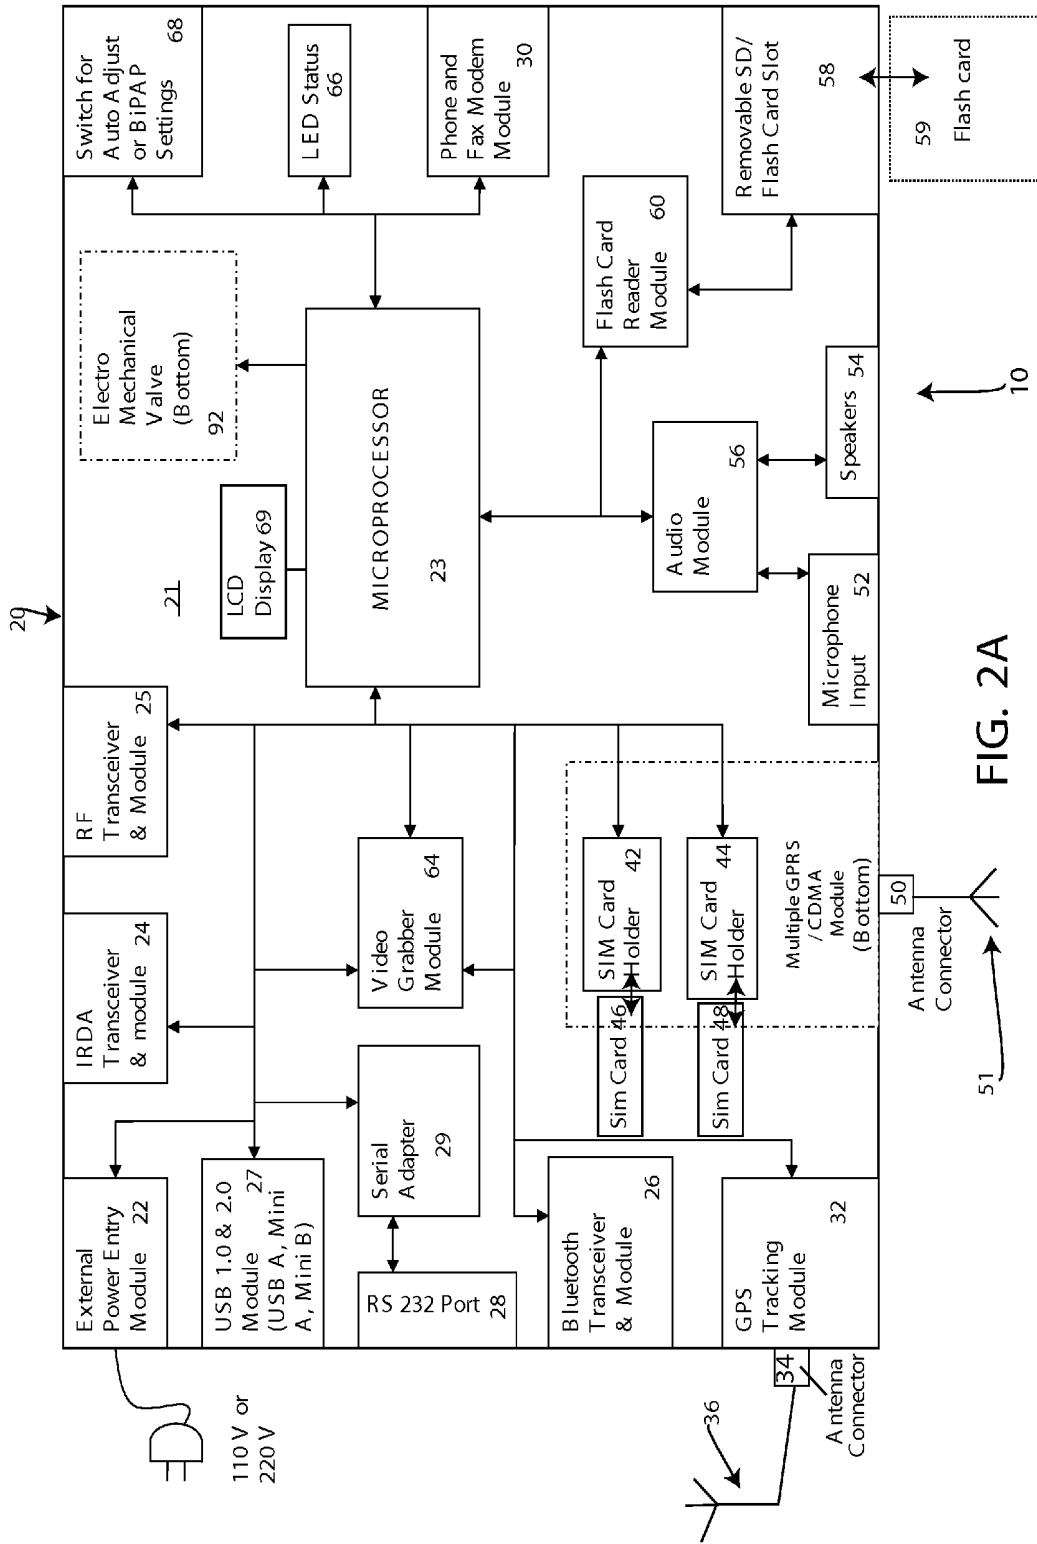 20
External
Power Entry
Module 22
IRDA
Transceiver
& module 24
RF
Transceiver
& Module 25
21
Switch for
Auto Adjust
or BiPAP
Settings
68
110 V or
220 V
USB 1.0 & 2.0
Module 27
(USB A, Mini
A, Mini B)
LCD
Display 69
Electro
Mechanical
Valve
(Bottom)
92
LED Status
66
Serial
Adapter
29
RS 232 Port 28
Video
Grabber
Module
64
MICROPROCESSOR
23
Phone and
Fax Modem
Module
30
Bluetooth
Transceiver
& Module
26
Sim Card 46
SIM Card
Holder
42
Sim Card 48
SIM Card
Holder
44
Multiple GPRS
/CDMA
Module
(Bottom)
Audio
Module
56
Flash Card
Reader
Module
60
36
34
Antenna
Connector
GPS
Tracking
Module
32
Microphone
Input
52
Speakers
54
Removable SD/
Flash Card Slot
58
50
Antenna
Connector
51
59
Flash card
10
FIG. 2A